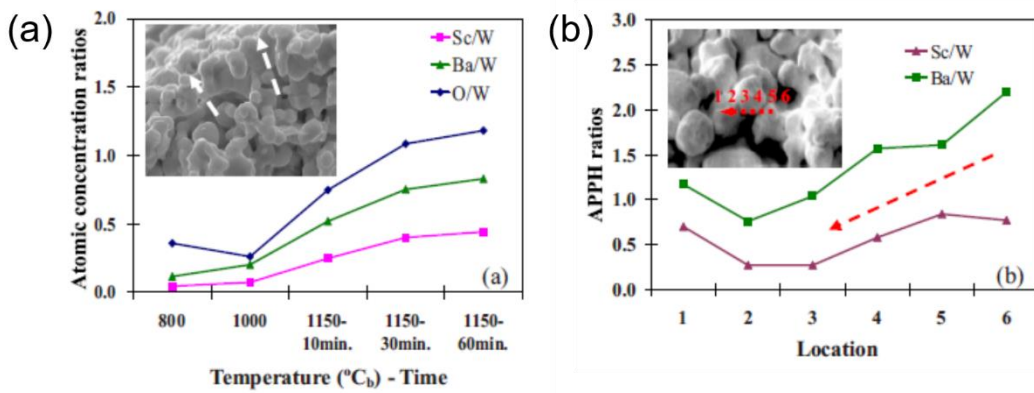 (a)
2.0
1.5
1.0
0.5
0.0
Atomic concentration ratios
Sc/W
Ba/W
O/W
(a)
800
1000
1150-
10min.
1150-
30min.
1150-
60min.
Temperature (ºC_b) - Time
(b)
3.0
2.5
2.0
1.5
1.0
0.5
0.0
APPH ratios
1 2 3 4 5 6
Sc/W
Ba/W
(b)
1 2 3 4 5 6
Location